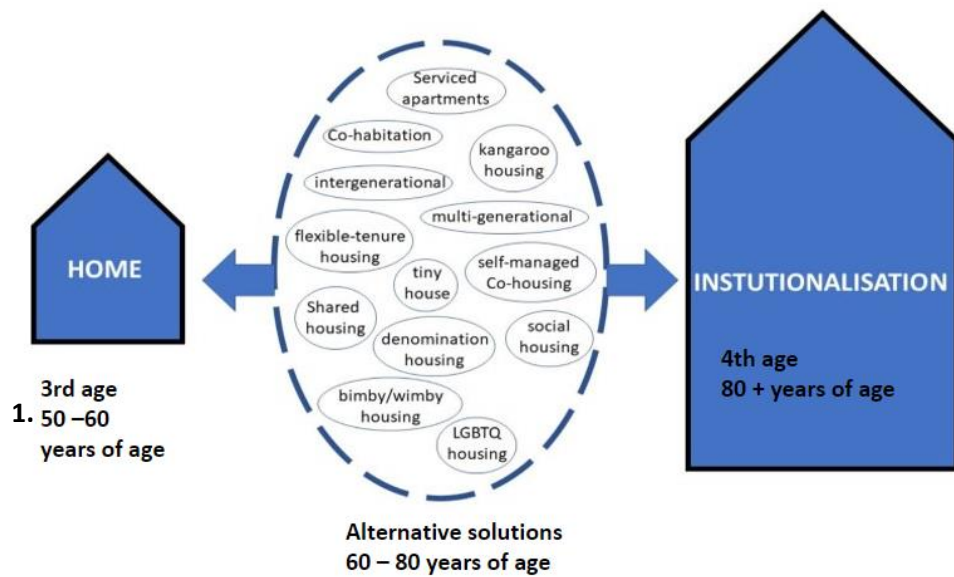 Serviced
apartments
Co-habitation
kangaroo
housing
intergenerational
multi-generational
flexible-tenure
housing
self-managed
Co-housing
tiny
house
Shared
housing
denomination
housing
social
housing
bimby/wimby
housing
LGBTQ
housing
HOME
INSTUTIONALISATION
3rd age
1. 50 –60
years of age
4th age
80 + years of age
Alternative solutions
60 – 80 years of age